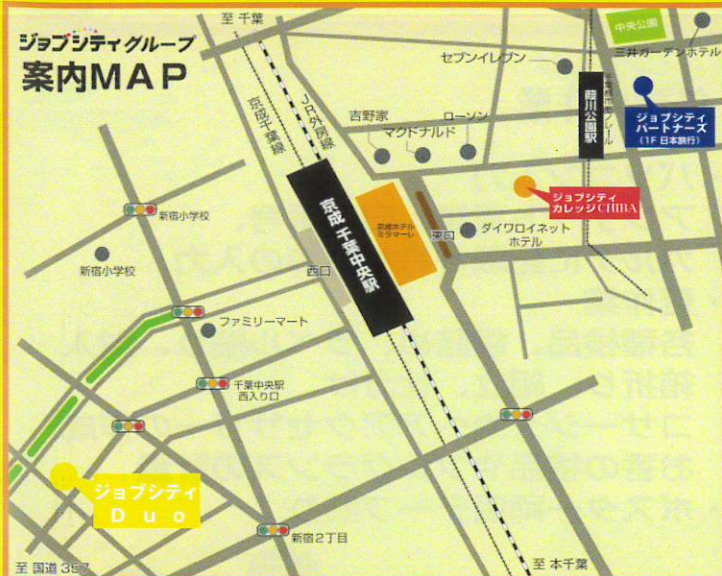 ジョブシティグループ
案内MAP
至 千葉
京成千葉線
JR外房線
セブンイレブン
中央公園
三井ガーデンホテル
葭川公園駅
ジョブシティ
パートナーズ
(1F 日本旅行)
吉野家
マクドナルド
ローソン
ジョブシティ
カレッジCHIBA
京成 千葉中央駅
京成ホテル
ミラマーレ
東口
西口
ダイワロイネット
ホテル
新宿小学校
新宿小学校
ファミリーマート
千葉中央駅
西入り口
ジョブシティ
Duo
新宿2丁目
至 国道 357
至 本千葉